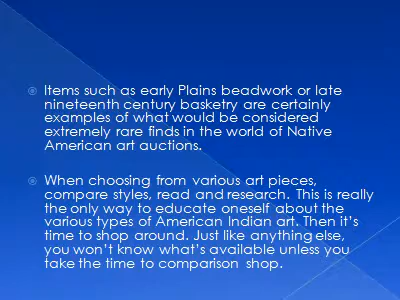 Items such as early Plains beadwork or late
nineteenth century basketry are certainly
examples of what would be considered
extremely rare finds in the world of Native
American art auctions.
When choosing from various art pieces,
compare styles, read and research. This is really
the only way to educate oneself about the
various types of American Indian art. Then it's
time to shop around. Just like anything else,
you won't know what's available unless you
take the time to comparison shop.